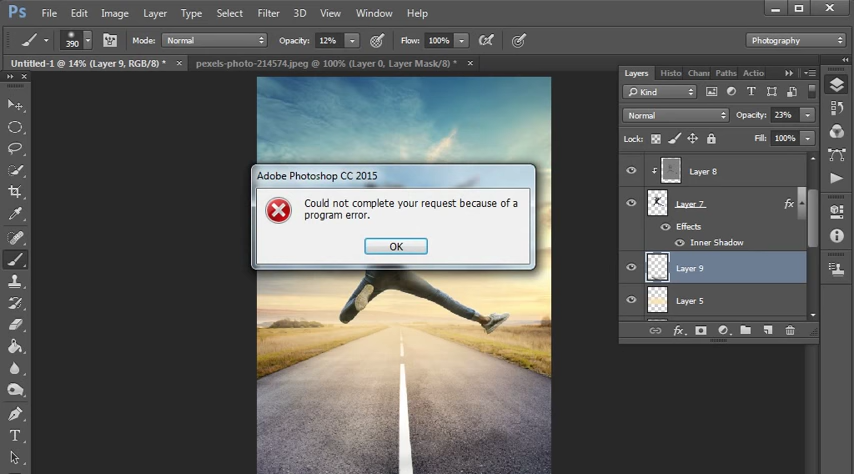 Ps File Edit Image Layer Type Select Filter 3D View Window Help
390 Mode: Normal Opacity: 12% Flow: 100% Photography
Untitled-1 @ 14% (Layer 9, RGB/8) * × pexels-photo-214574.jpeg @ 100% (Layer 0, Layer Mask/8) * ×
Layers Histo Chan Paths Actio
Kind
Normal Opacity: 23%
Lock: Fill: 100%
Layer 8
Layer 7 fx
Effects
Inner Shadow
Layer 9
Layer 5
fx
Adobe Photoshop CC 2015
Could not complete your request because of a
program error.
OK
T